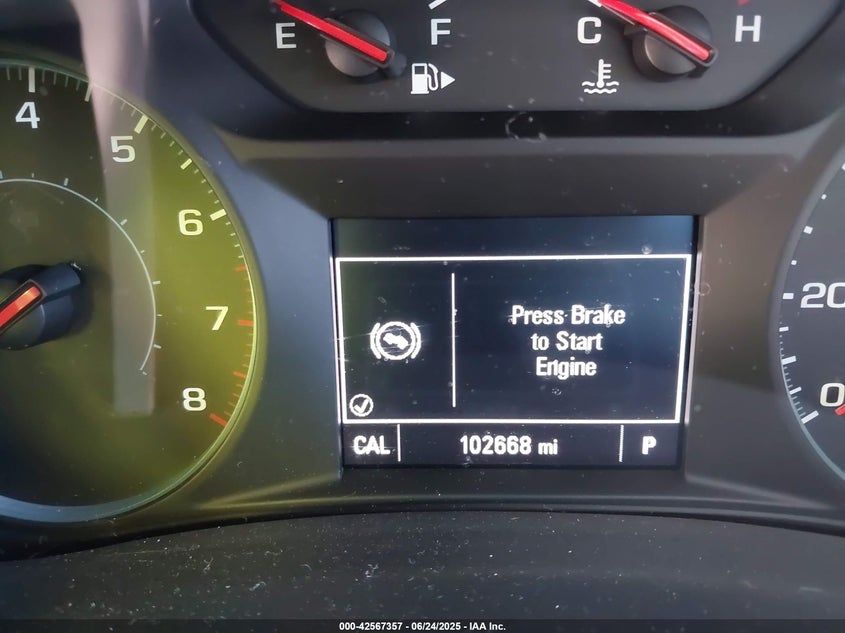 E F C H
4
5
6
7
8
Press Brake
to Start
Engine
20
0
CAL 102668 mi P
000-42567357 - 06/24/2025 - IAA Inc.